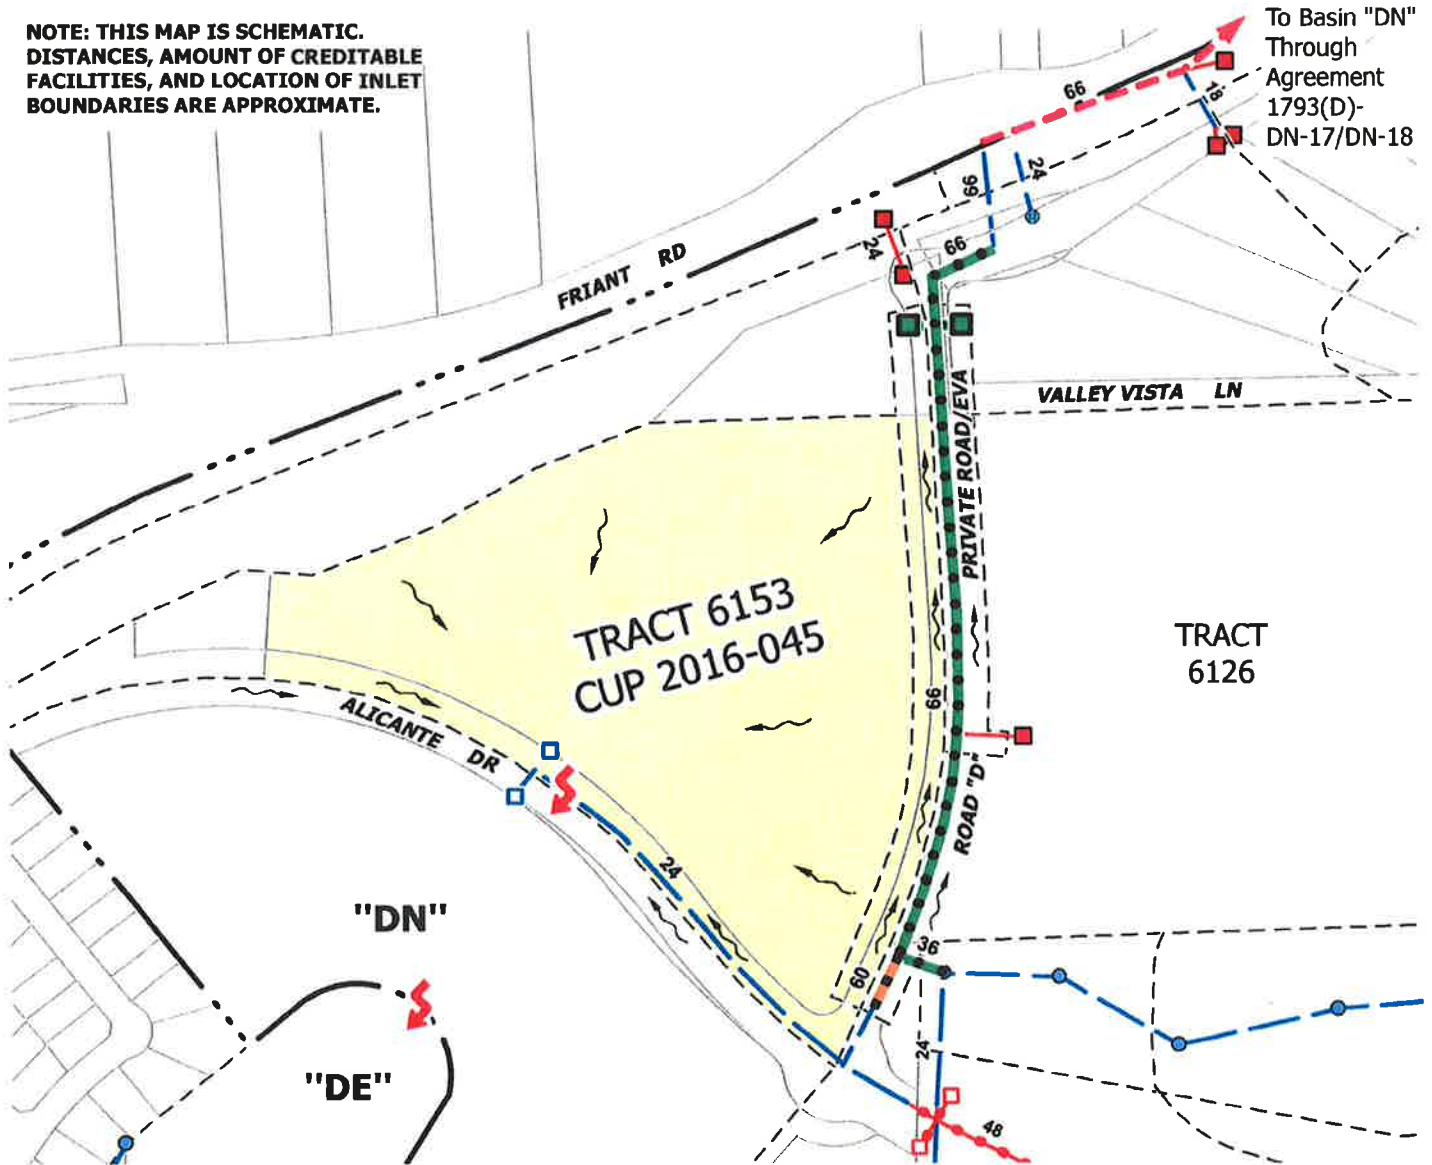 NOTE: THIS MAP IS SCHEMATIC.
DISTANCES, AMOUNT OF CREDITABLE
FACILITIES, AND LOCATION OF INLET
BOUNDARIES ARE APPROXIMATE.
To Basin "DN"
Through
Agreement
1793(D)-
DN-17/DN-18
66
18
66
24
24
66
FRIANT RD
VALLEY VISTA LN
PRIVATE ROAD/EVA
TRACT 6153
CUP 2016-045
TRACT
6126
66
ALICANTE DR
ROAD "D"
24
"DN"
36
60
24
"DE"
48